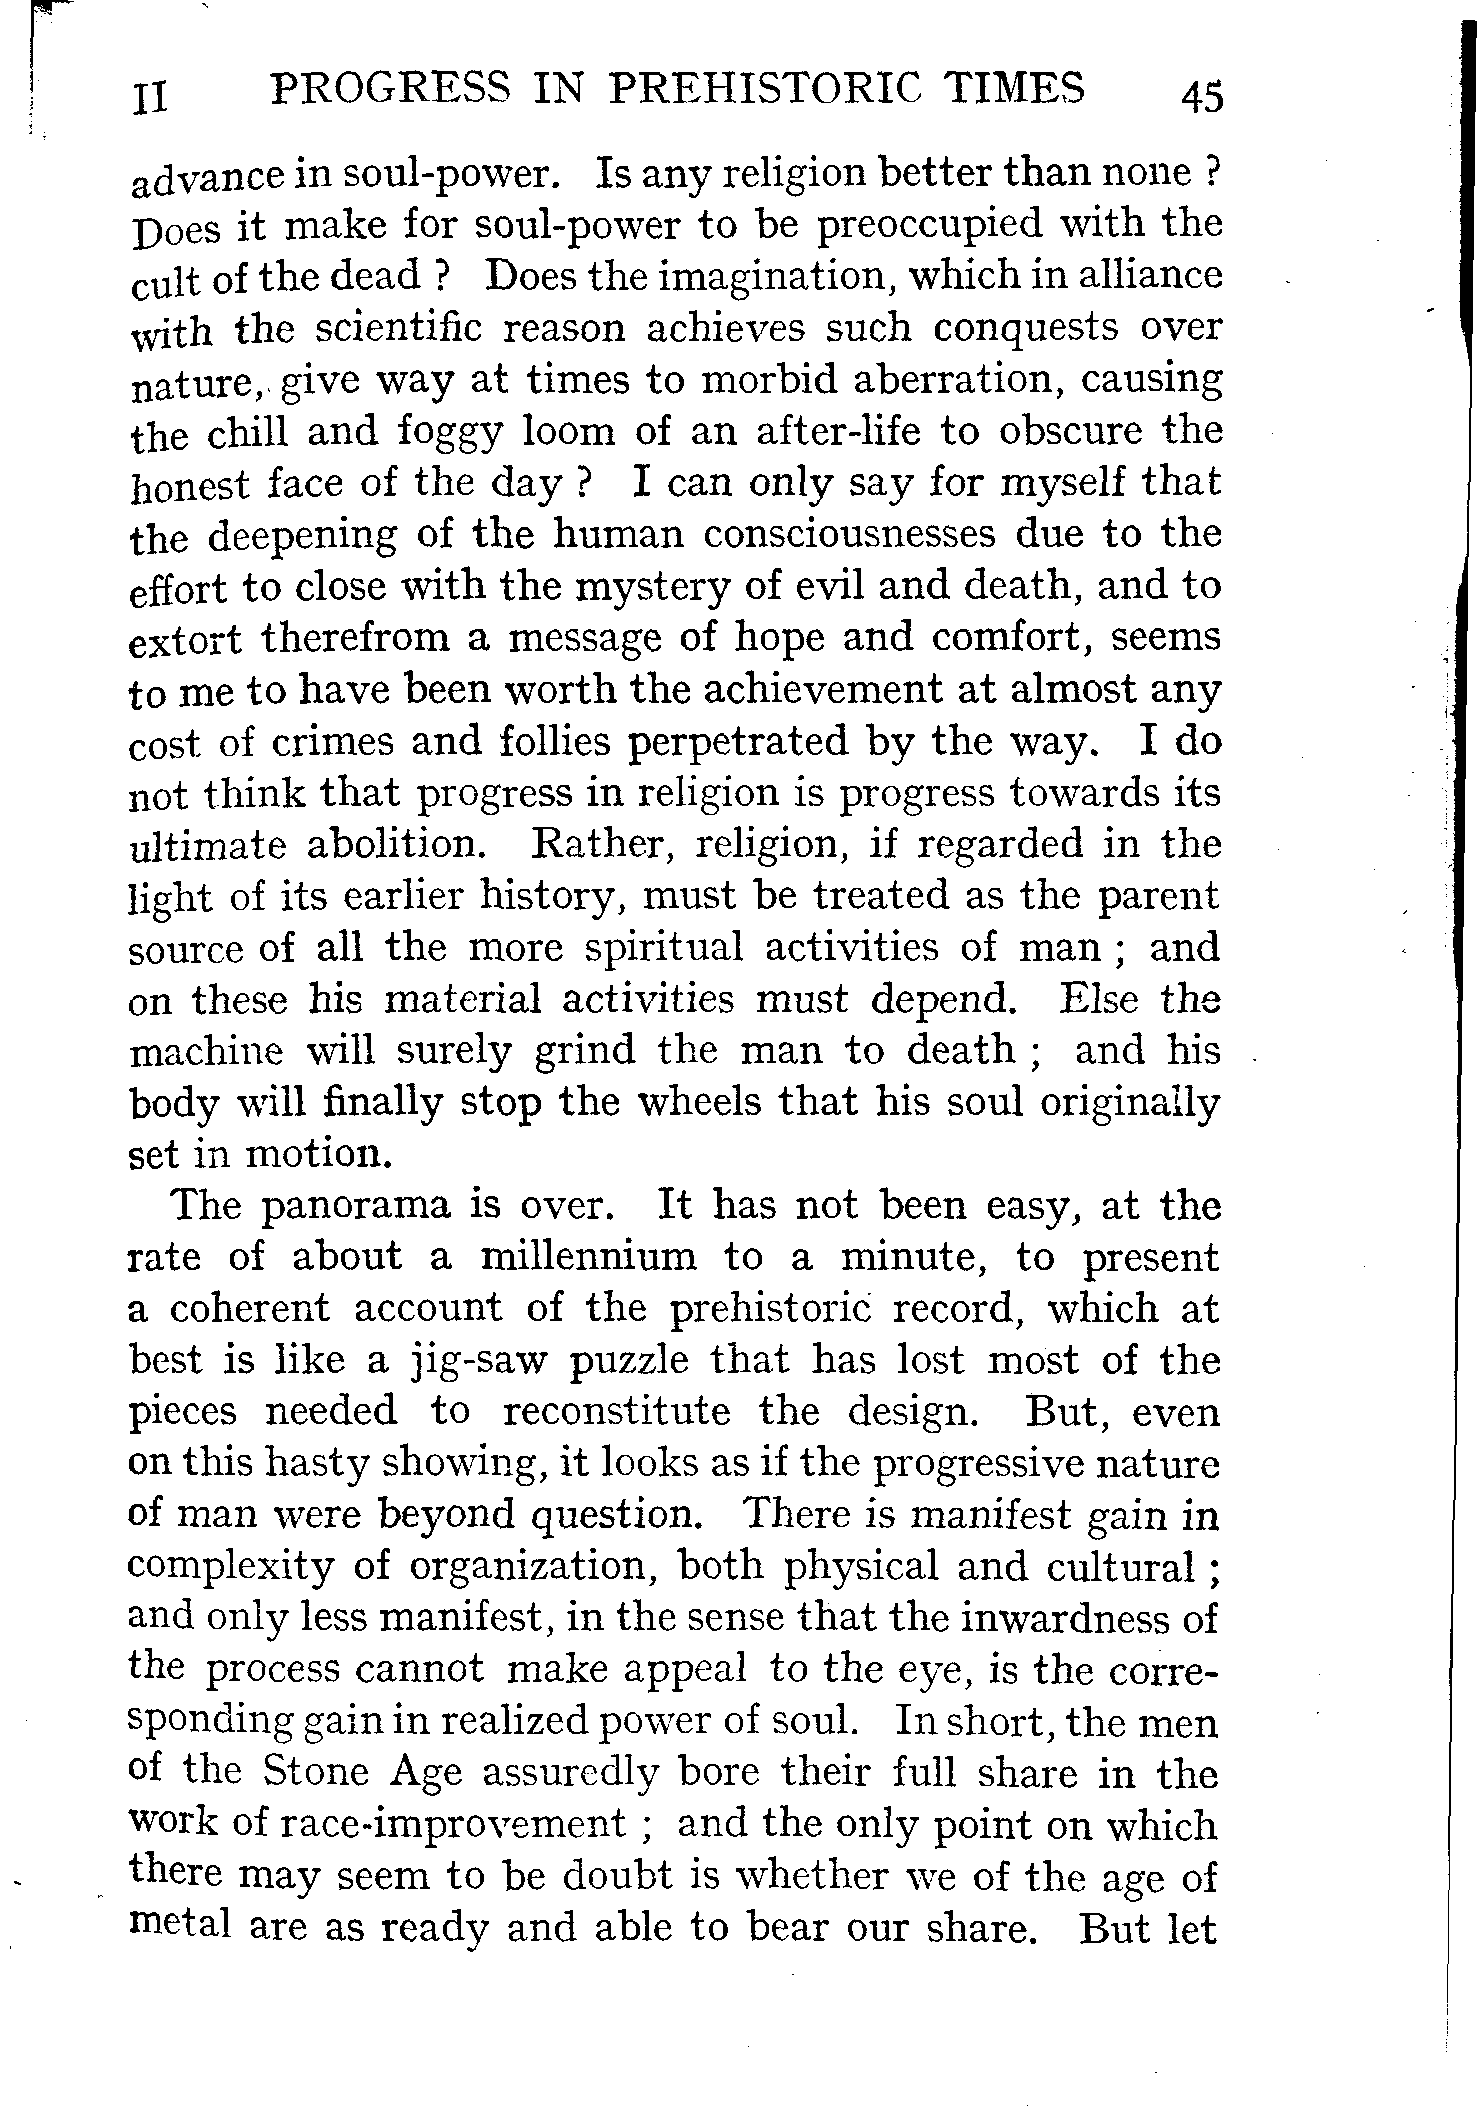 II PROGRESS IN PREHISTORIC TIMES 45
advance in soul-power. Is any religion better than none ?
Does it make for soul-power to be preoccupied with the
cult of the dead ? Does the imagination, which in alliance
with the scientific reason achieves such conquests over
nature, give way at times to morbid aberration, causing
the chill and foggy loom of an after-life to obscure the
honest face of the day ? I can only say for myself that
the deepening of the human consciousnesses due to the
effort to close with the mystery of evil and death, and to
extort therefrom a message of hope and comfort, seems
to me to have been worth the achievement at almost any
cost of crimes and follies perpetrated by the way. I do
not think that progress in religion is progress towards its
ultimate abolition. Rather, religion, if regarded in the
light of its earlier history, must be treated as the parent
source of all the more spiritual activities of man ; and
on these his material activities must depend. Else the
machine will surely grind the man to death ; and his
body will finally stop the wheels that his soul originally
set in motion.
The panorama is over. It has not been easy, at the
rate of about a millennium to a minute, to present
a coherent account of the prehistoric record, which at
best is like a jig-saw puzzle that has lost most of the
pieces needed to reconstitute the design. But, even
on this hasty showing, it looks as if the progressive nature
of man were beyond question. There is manifest gain in
complexity of organization, both physical and cultural ;
and only less manifest, in the sense that the inwardness of
the process cannot make appeal to the eye, is the corre-
sponding gain in realized power of soul. In short, the men
of the Stone Age assuredly bore their full share in the
work of race-improvement ; and the only point on which
there may seem to be doubt is whether we of the age of
metal are as ready and able to bear our share. But let